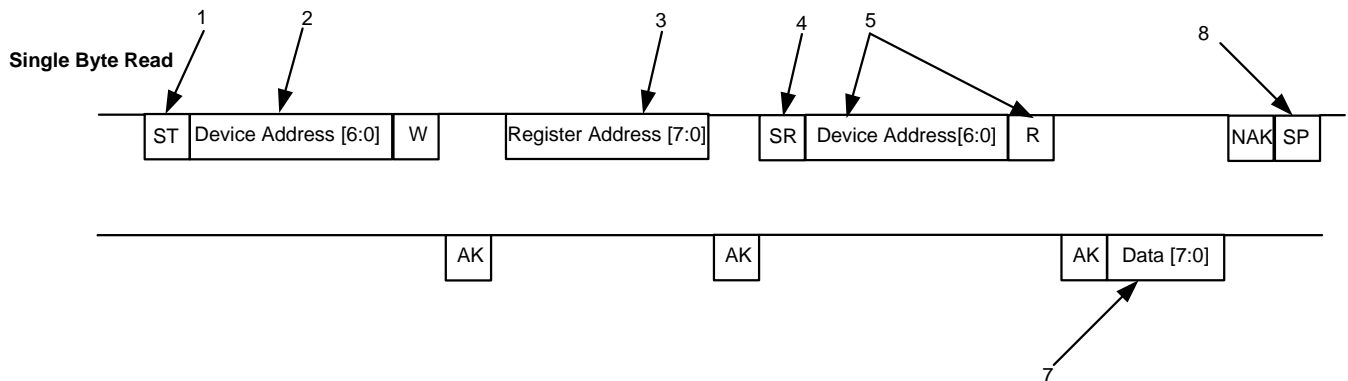 1 2 3 4 5 8
Single Byte Read
ST Device Address [6:0] W Register Address [7:0] SR Device Address[6:0] R NAK SP
AK AK AK Data [7:0]
7